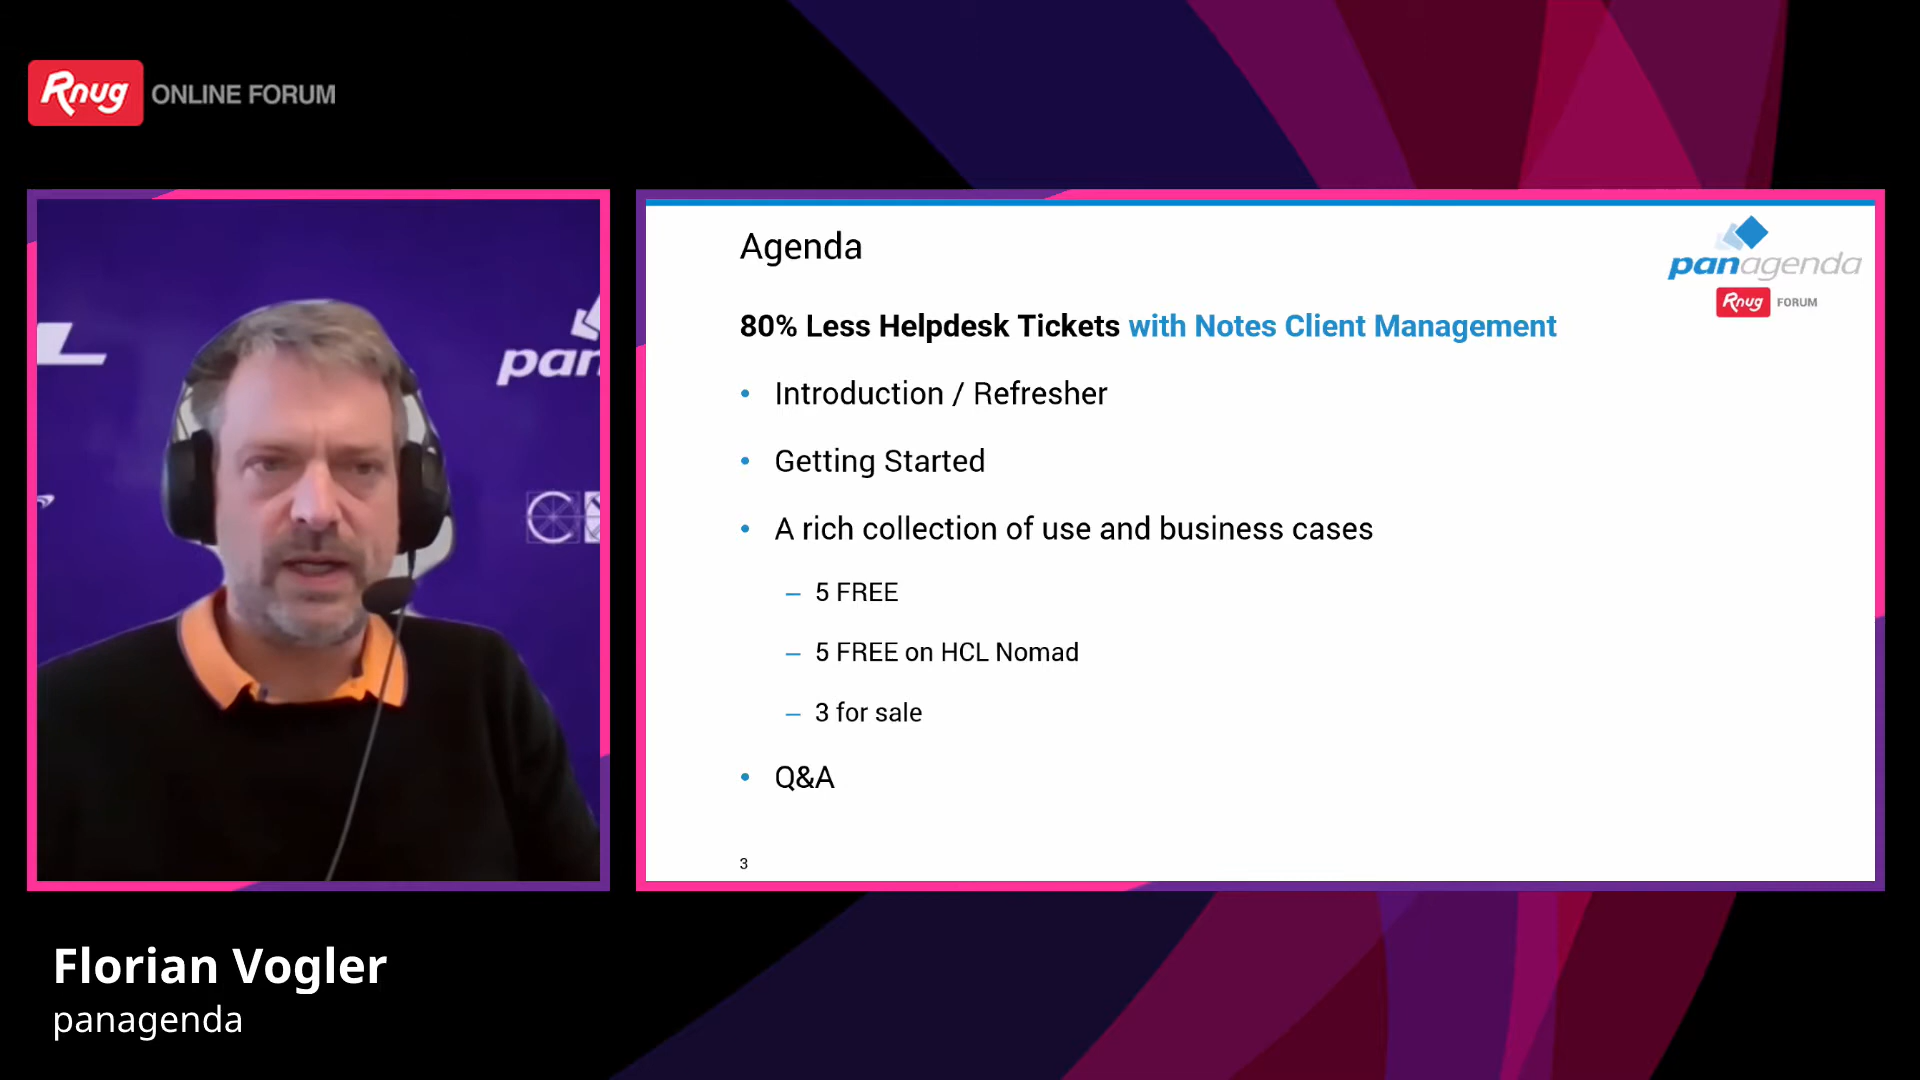 Rnug ONLINE FORUM
Agenda
panagenda
Rnug FORUM
80% Less Helpdesk Tickets with Notes Client Management
• Introduction / Refresher
• Getting Started
• A rich collection of use and business cases
– 5 FREE
– 5 FREE on HCL Nomad
– 3 for sale
• Q&A
3
pan
Florian Vogler
panagenda